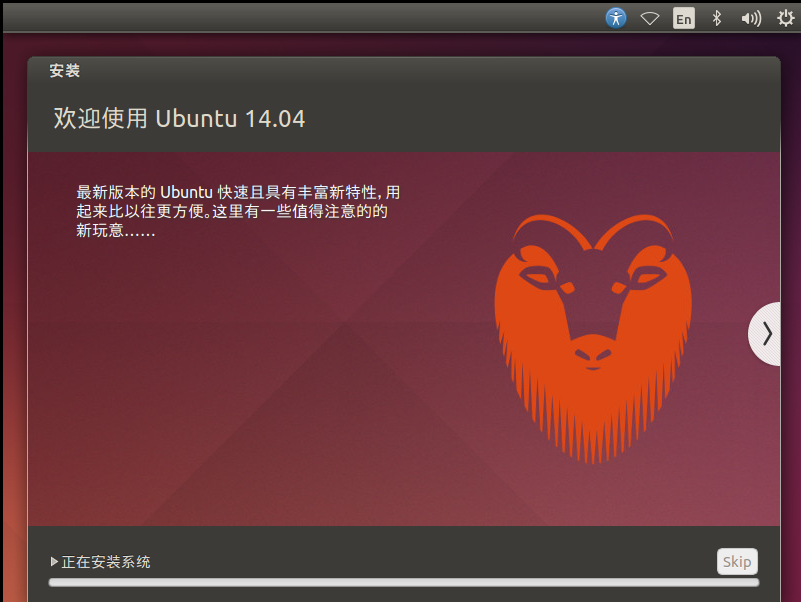 En
安装
欢迎使用 Ubuntu 14.04
最新版本的 Ubuntu 快速且具有丰富新特性，用
起来比以往更方便。这里有一些值得注意的的
新玩意……
正在安装系统
Skip